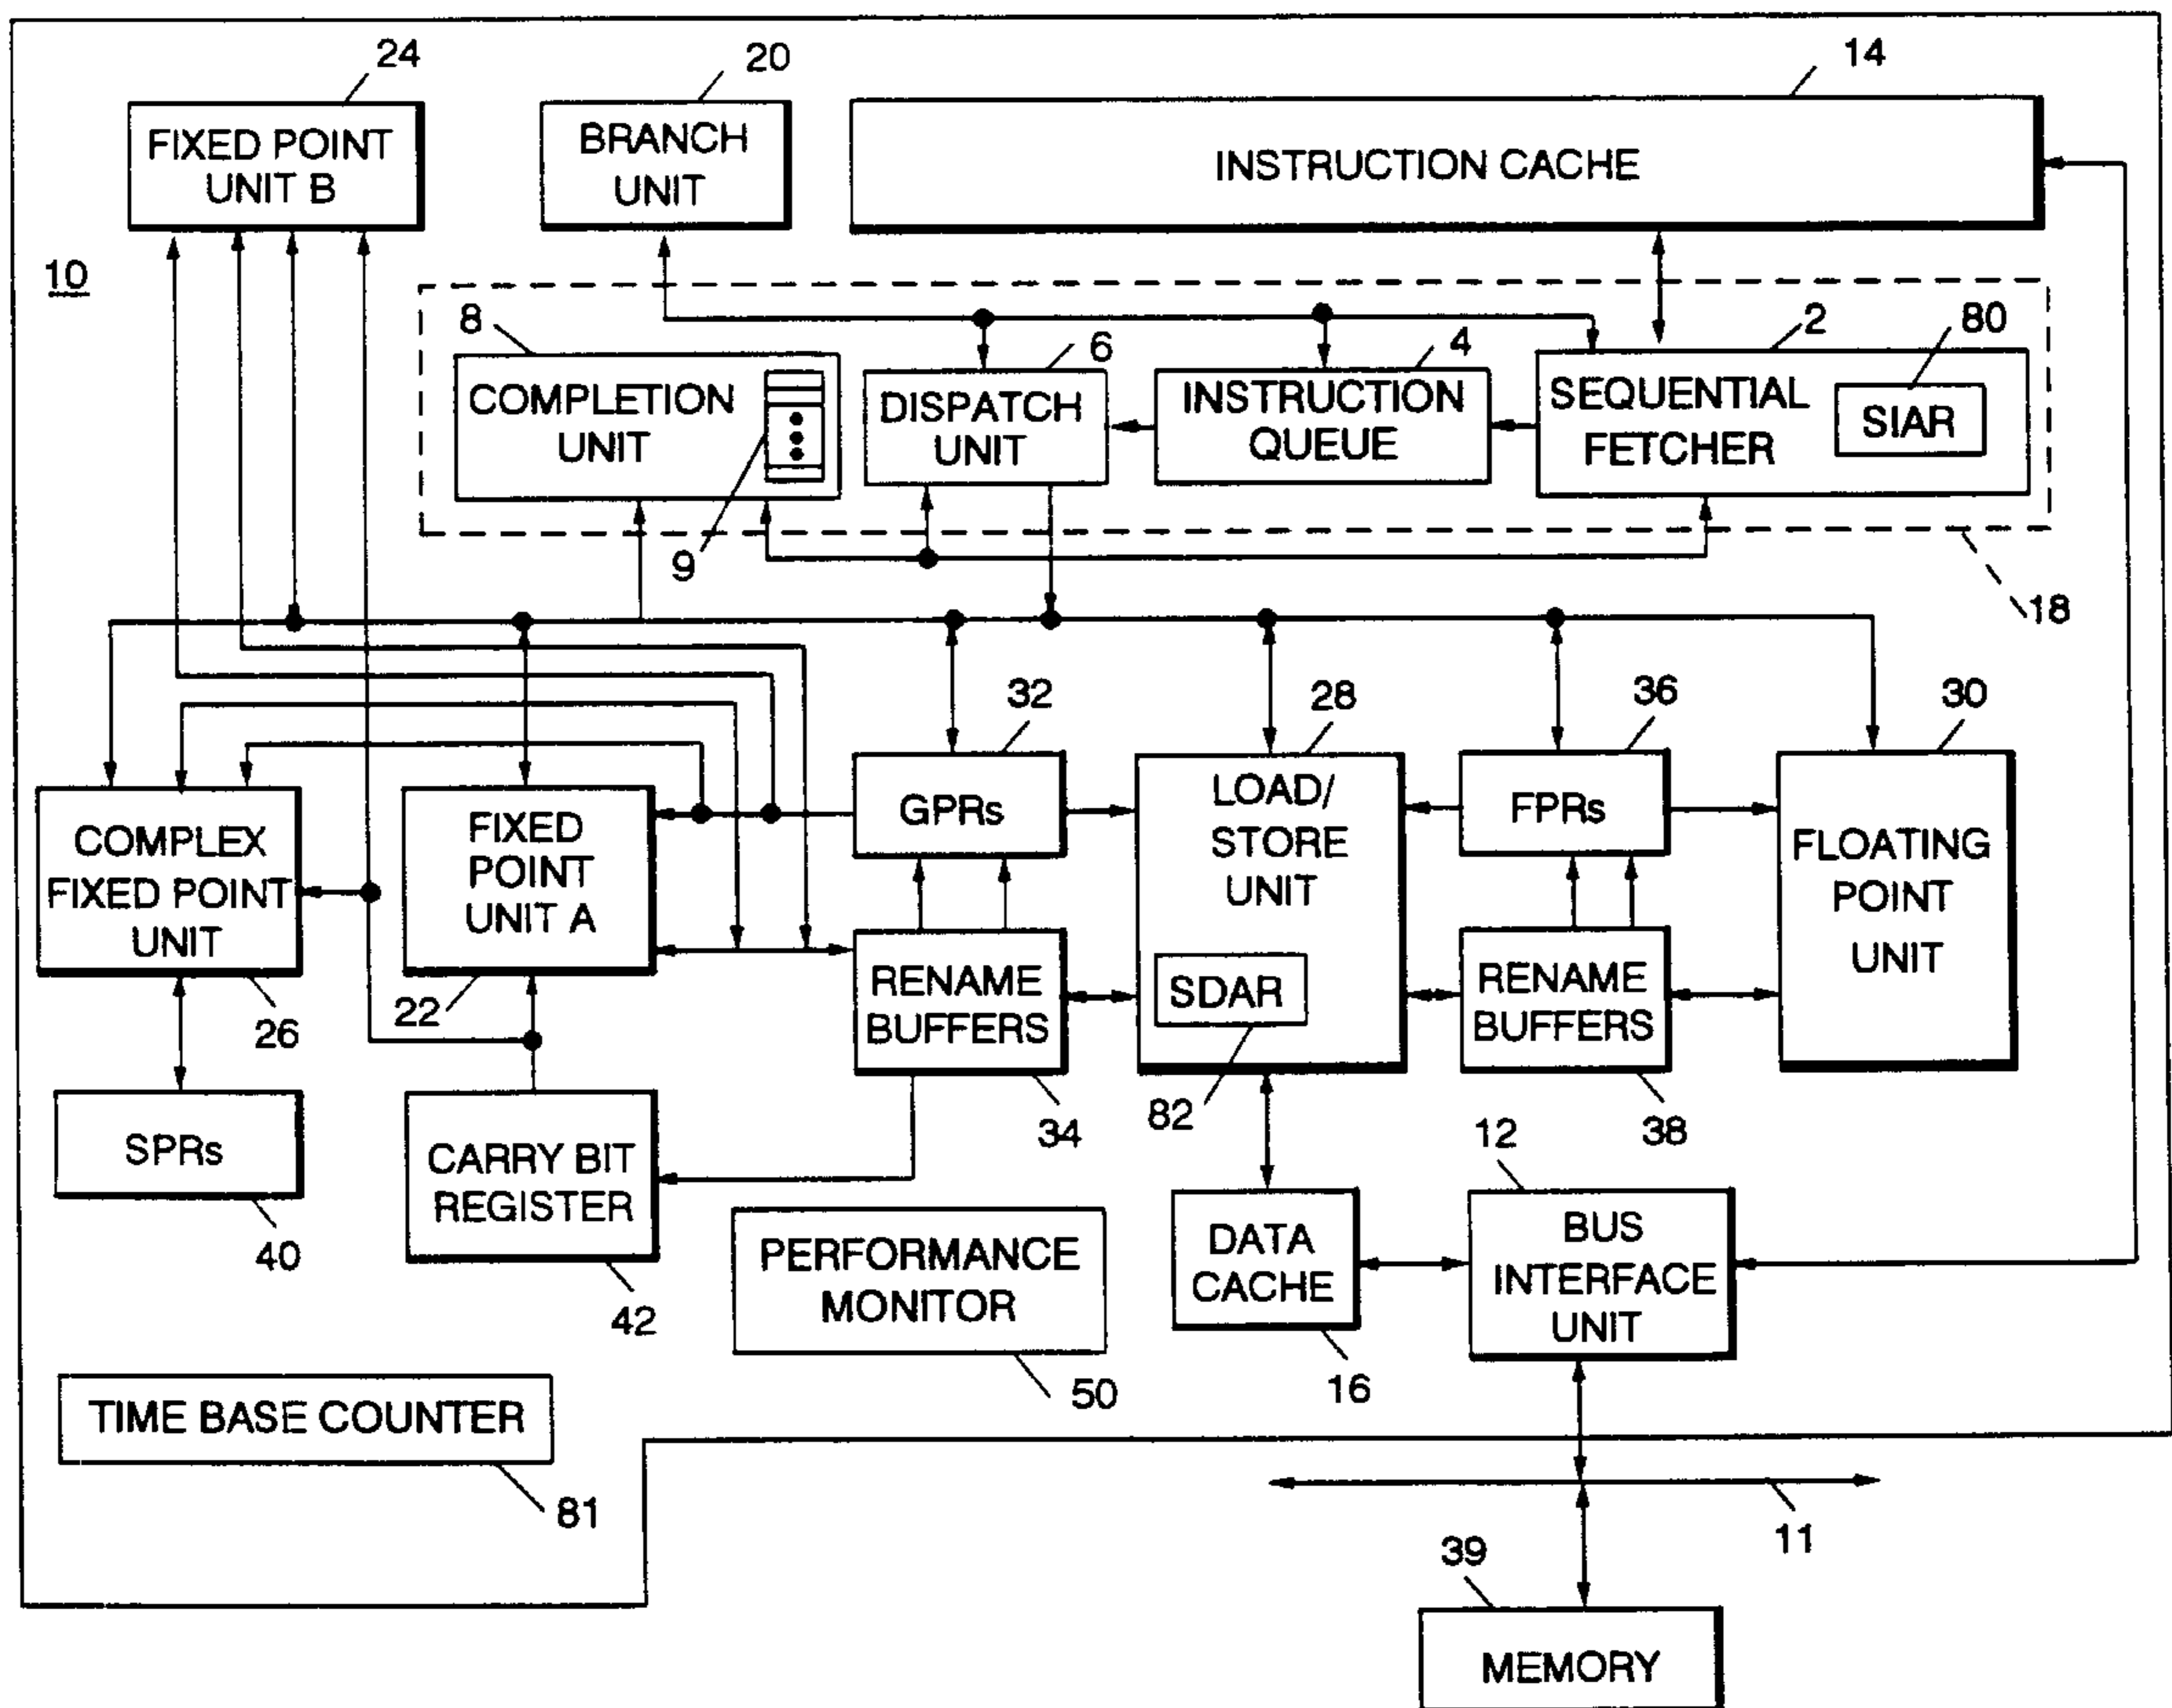 24
20
14
FIXED POINT
UNIT B
BRANCH
UNIT
INSTRUCTION CACHE
10
8
6
4
2
80
COMPLETION
UNIT
DISPATCH
UNIT
INSTRUCTION
QUEUE
SEQUENTIAL
FETCHER
SIAR
9
18
32
28
36
30
COMPLEX
FIXED POINT
UNIT
FIXED
POINT
UNIT A
GPRs
LOAD/
STORE
UNIT
FPRs
FLOATING
POINT
UNIT
RENAME
BUFFERS
SDAR
RENAME
BUFFERS
26
22
34
82
38
12
SPRs
CARRY BIT
REGISTER
40
42
PERFORMANCE
MONITOR
DATA
CACHE
BUS
INTERFACE
UNIT
50
16
TIME BASE COUNTER
81
11
39
MEMORY